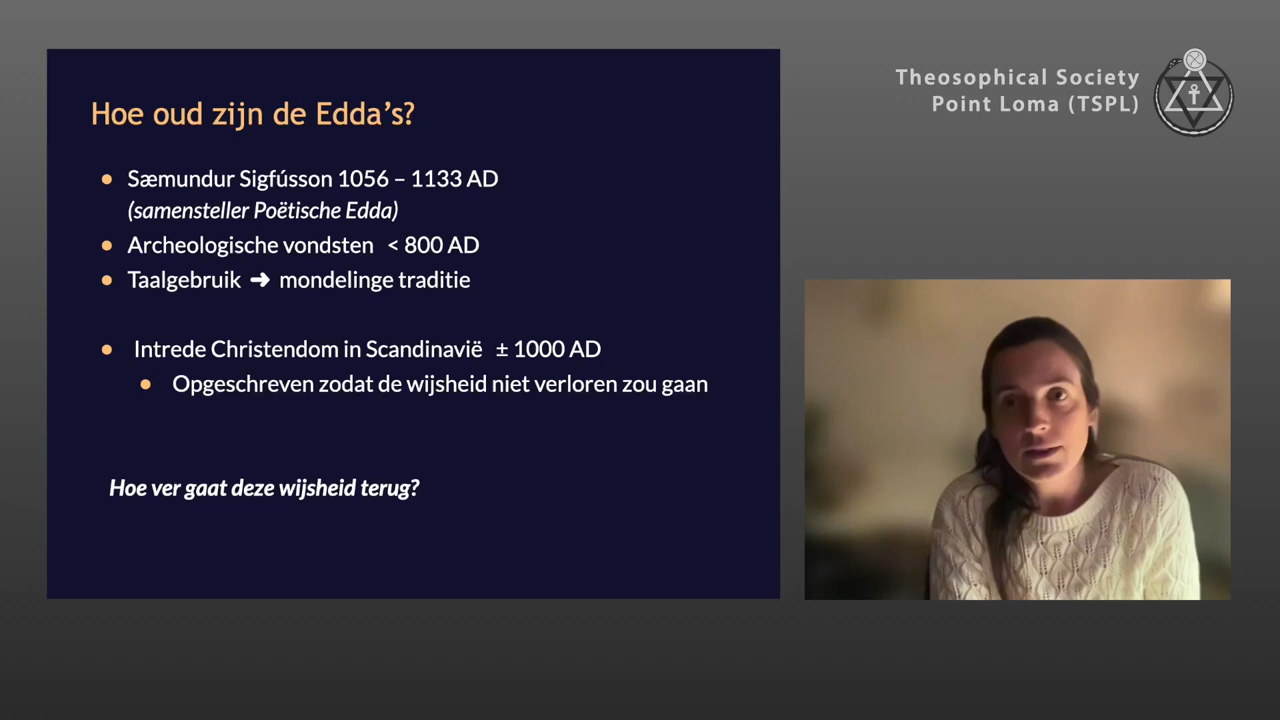 Hoe oud zijn de Edda's?
Sæmundur Sigfússon 1056 – 1133 AD
(samensteller Poëtische Edda)
Archeologische vondsten < 800 AD
Taalgebruik ➜ mondelinge traditie
Intrede Christendom in Scandinavië ± 1000 AD
Opgeschreven zodat de wijsheid niet verloren zou gaan
Hoe ver gaat deze wijsheid terug?
Theosophical Society
Point Loma (TSPL)